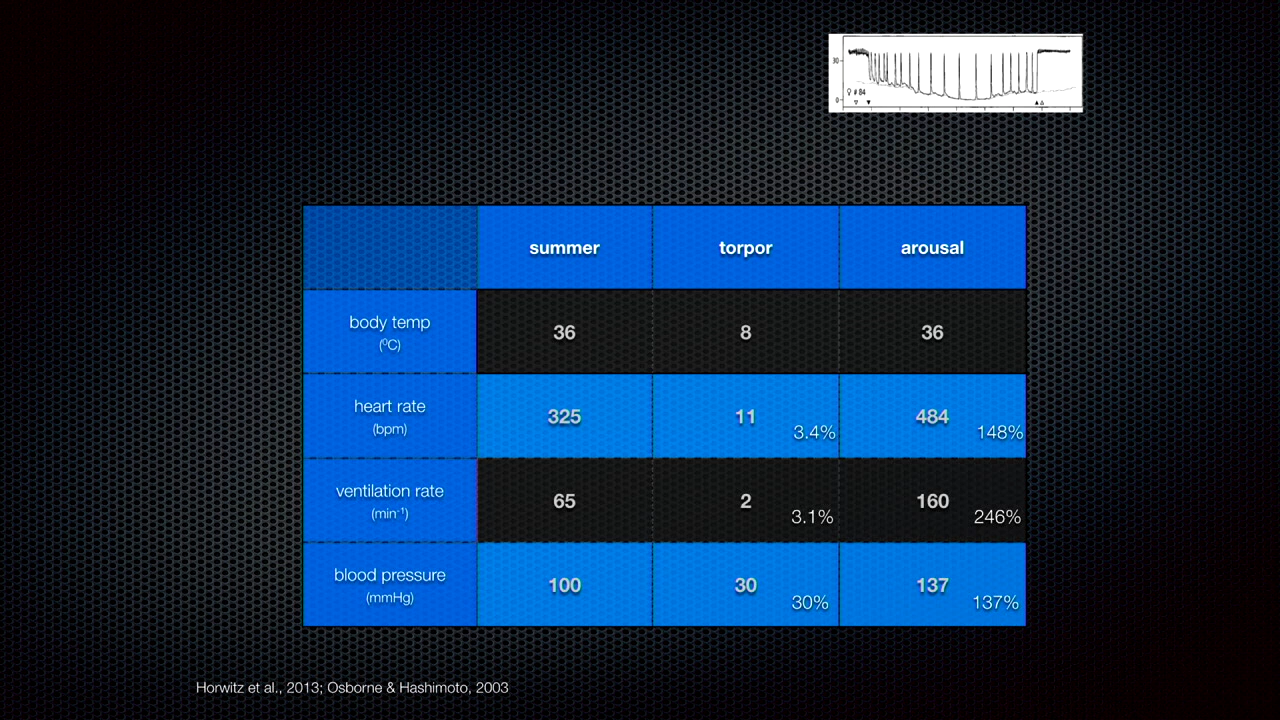 30
0
♀ # 84
summer torpor arousal
body temp
(⁰C)
36 8 36
heart rate
(bpm)
325 11 3.4% 484 148%
ventilation rate
(min⁻¹)
65 2 3.1% 160 246%
blood pressure
(mmHg)
100 30 30% 137 137%
Horwitz et al., 2013; Osborne & Hashimoto, 2003